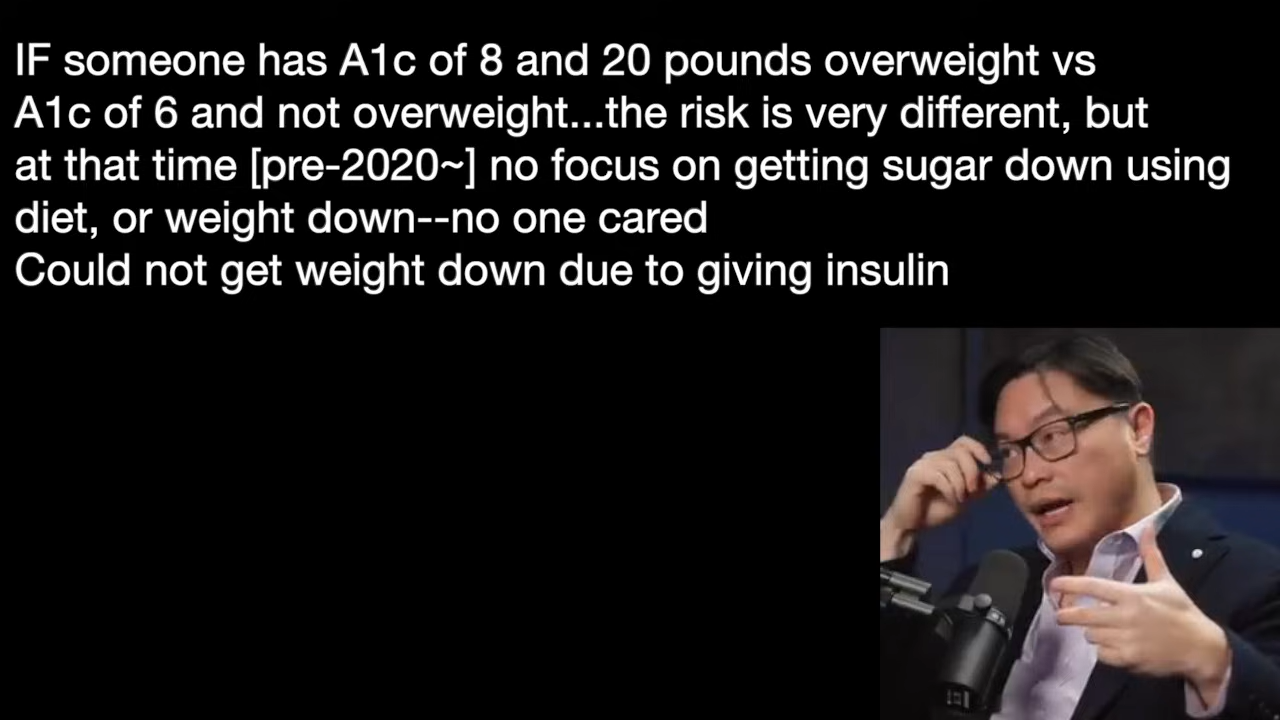 IF someone has A1c of 8 and 20 pounds overweight vs
A1c of 6 and not overweight...the risk is very different, but
at that time [pre-2020~] no focus on getting sugar down using
diet, or weight down--no one cared
Could not get weight down due to giving insulin